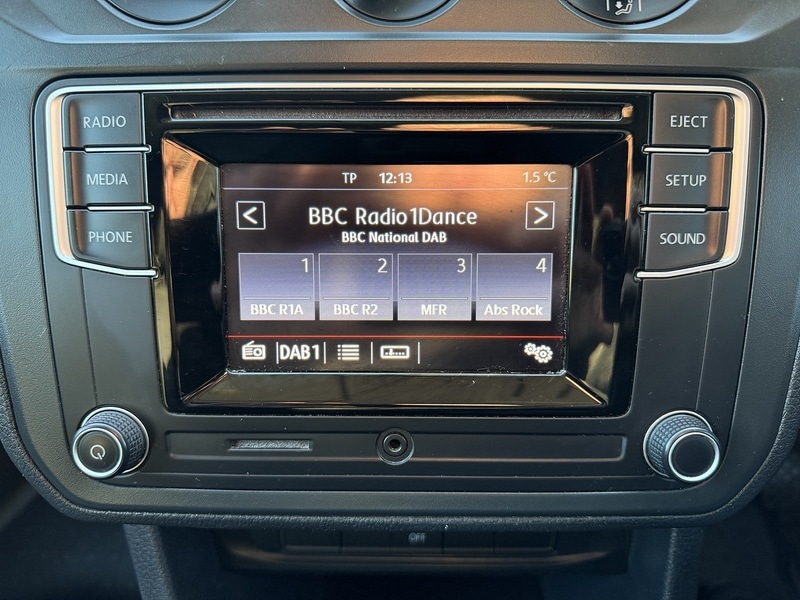 RADIO
MEDIA
PHONE
EJECT
SETUP
SOUND
TP 12:13 1.5 °C
< BBC Radio1Dance >
BBC National DAB
1 2 3 4
BBC R1A BBC R2 MFR Abs Rock
DAB1
OFF